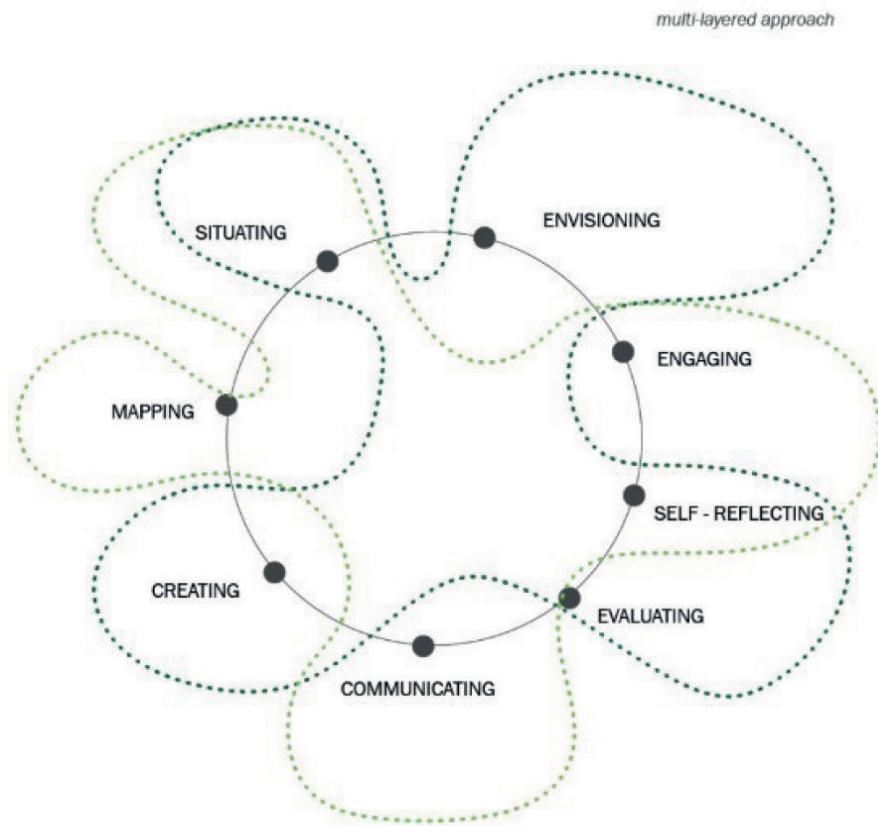 multi-layered approach
SITUATING
ENVISIONING
ENGAGING
MAPPING
SELF - REFLECTING
CREATING
EVALUATING
COMMUNICATING